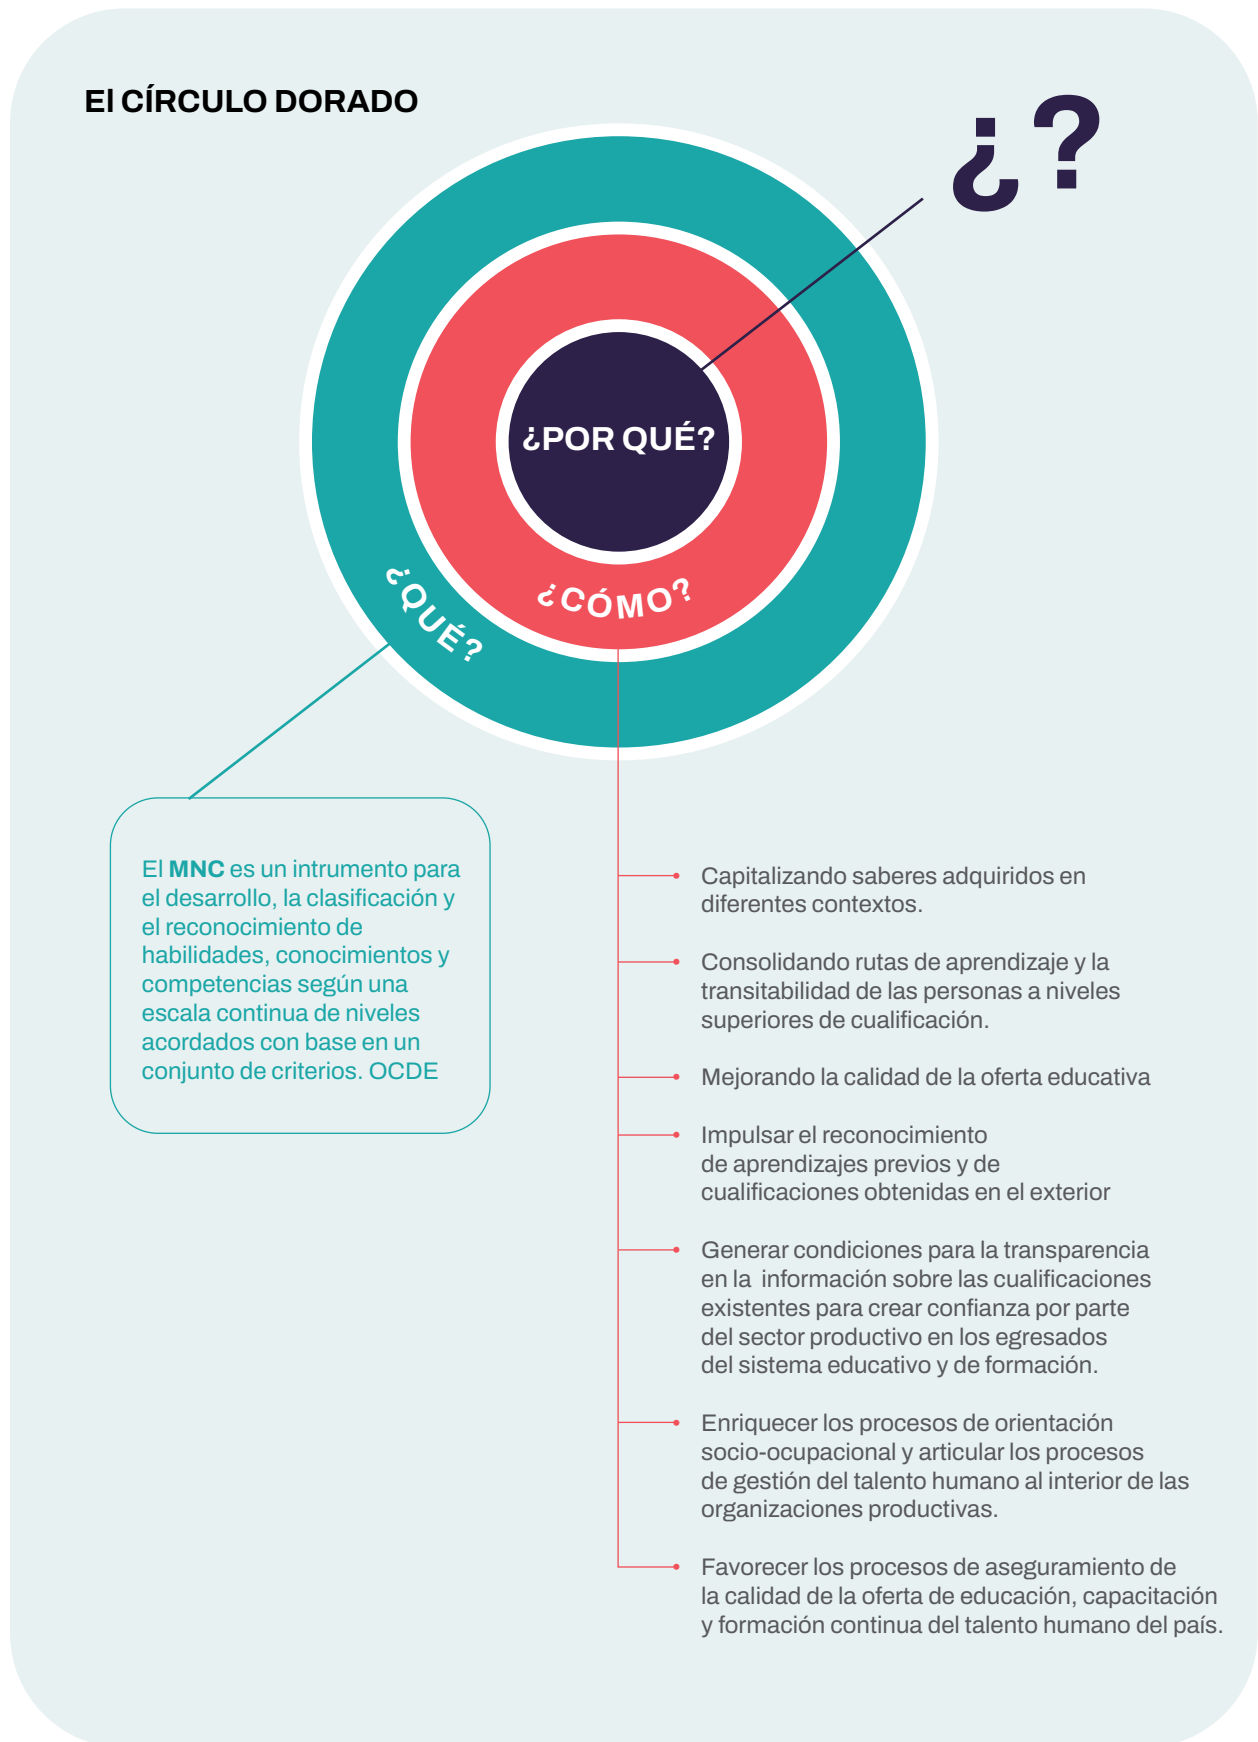 El CÍRCULO DORADO
¿?
¿POR QUÉ?
¿CÓMO?
¿QUÉ?
El MNC es un intrumento para
el desarrollo, la clasificación y
el reconocimiento de
habilidades, conocimientos y
competencias según una
escala continua de niveles
acordados con base en un
conjunto de criterios. OCDE
Capitalizando saberes adquiridos en
diferentes contextos.
Consolidando rutas de aprendizaje y la
transitabilidad de las personas a niveles
superiores de cualificación.
Mejorando la calidad de la oferta educativa
Impulsar el reconocimiento
de aprendizajes previos y de
cualificaciones obtenidas en el exterior
Generar condiciones para la transparencia
en la  información sobre las cualificaciones
existentes para crear confianza por parte
del sector productivo en los egresados
del sistema educativo y de formación.
Enriquecer los procesos de orientación
socio-ocupacional y articular los procesos
de gestión del talento humano al interior de las
organizaciones productivas.
Favorecer los procesos de aseguramiento de
la calidad de la oferta de educación, capacitación
y formación continua del talento humano del país.